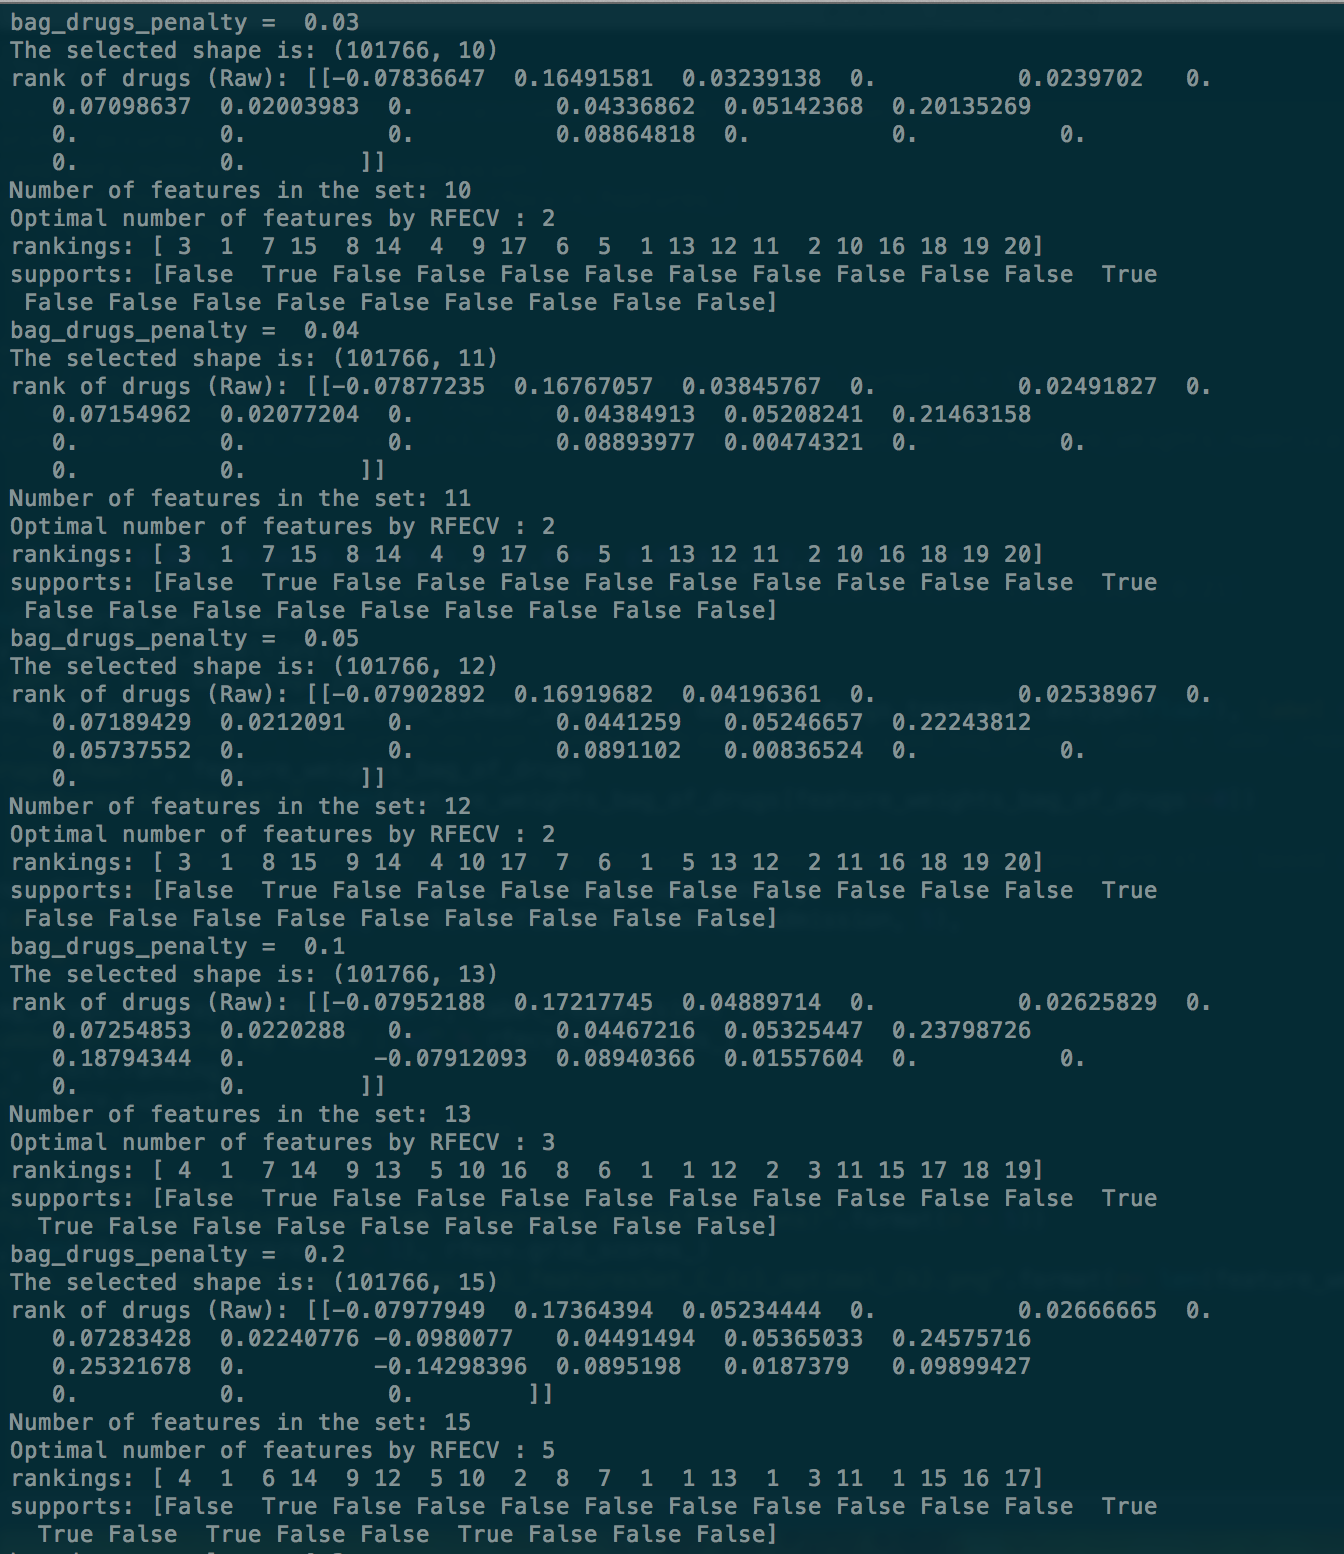 bag_drugs_penalty =  0.03
The selected shape is: (101766, 10)
rank of drugs (Raw): [[-0.07836647  0.16491581  0.03239138  0.          0.0239702   0.
   0.07098637  0.02003983  0.          0.04336862  0.05142368  0.20135269
   0.          0.          0.          0.08864818  0.          0.          0.
   0.          0.        ]]
Number of features in the set: 10
Optimal number of features by RFECV : 2
rankings: [ 3  1  7 15  8 14  4  9 17  6  5  1 13 12 11  2 10 16 18 19 20]
supports: [False  True False False False False False False False False False  True
 False False False False False False False False False]
bag_drugs_penalty =  0.04
The selected shape is: (101766, 11)
rank of drugs (Raw): [[-0.07877235  0.16767057  0.03845767  0.          0.02491827  0.
   0.07154962  0.02077204  0.          0.04384913  0.05208241  0.21463158
   0.          0.          0.          0.08893977  0.00474321  0.          0.
   0.          0.        ]]
Number of features in the set: 11
Optimal number of features by RFECV : 2
rankings: [ 3  1  7 15  8 14  4  9 17  6  5  1 13 12 11  2 10 16 18 19 20]
supports: [False  True False False False False False False False False False  True
 False False False False False False False False False]
bag_drugs_penalty =  0.05
The selected shape is: (101766, 12)
rank of drugs (Raw): [[-0.07902892  0.16919682  0.04196361  0.          0.02538967  0.
   0.07189429  0.0212091   0.          0.0441259   0.05246657  0.22243812
   0.05737552  0.          0.          0.0891102   0.00836524  0.          0.
   0.          0.        ]]
Number of features in the set: 12
Optimal number of features by RFECV : 2
rankings: [ 3  1  8 15  9 14  4 10 17  7  6  1  5 13 12  2 11 16 18 19 20]
supports: [False  True False False False False False False False False False  True
 False False False False False False False False False]
bag_drugs_penalty =  0.1
The selected shape is: (101766, 13)
rank of drugs (Raw): [[-0.07952188  0.17217745  0.04889714  0.          0.02625829  0.
   0.07254853  0.0220288   0.          0.04467216  0.05325447  0.23798726
   0.18794344  0.         -0.07912093  0.08940366  0.01557604  0.          0.
   0.          0.        ]]
Number of features in the set: 13
Optimal number of features by RFECV : 3
rankings: [ 4  1  7 14  9 13  5 10 16  8  6  1  1 12  2  3 11 15 17 18 19]
supports: [False  True False False False False False False False False False  True
  True False False False False False False False False]
bag_drugs_penalty =  0.2
The selected shape is: (101766, 15)
rank of drugs (Raw): [[-0.07977949  0.17364394  0.05234444  0.          0.02666665  0.
   0.07283428  0.02240776 -0.0980077   0.04491494  0.05365033  0.24575716
   0.25321678  0.         -0.14298396  0.0895198   0.0187379   0.09899427
   0.          0.          0.        ]]
Number of features in the set: 15
Optimal number of features by RFECV : 5
rankings: [ 4  1  6 14  9 12  5 10  2  8  7  1  1 13  1  3 11  1 15 16 17]
supports: [False  True False False False False False False False False False  True
  True False  True False False  True False False False]